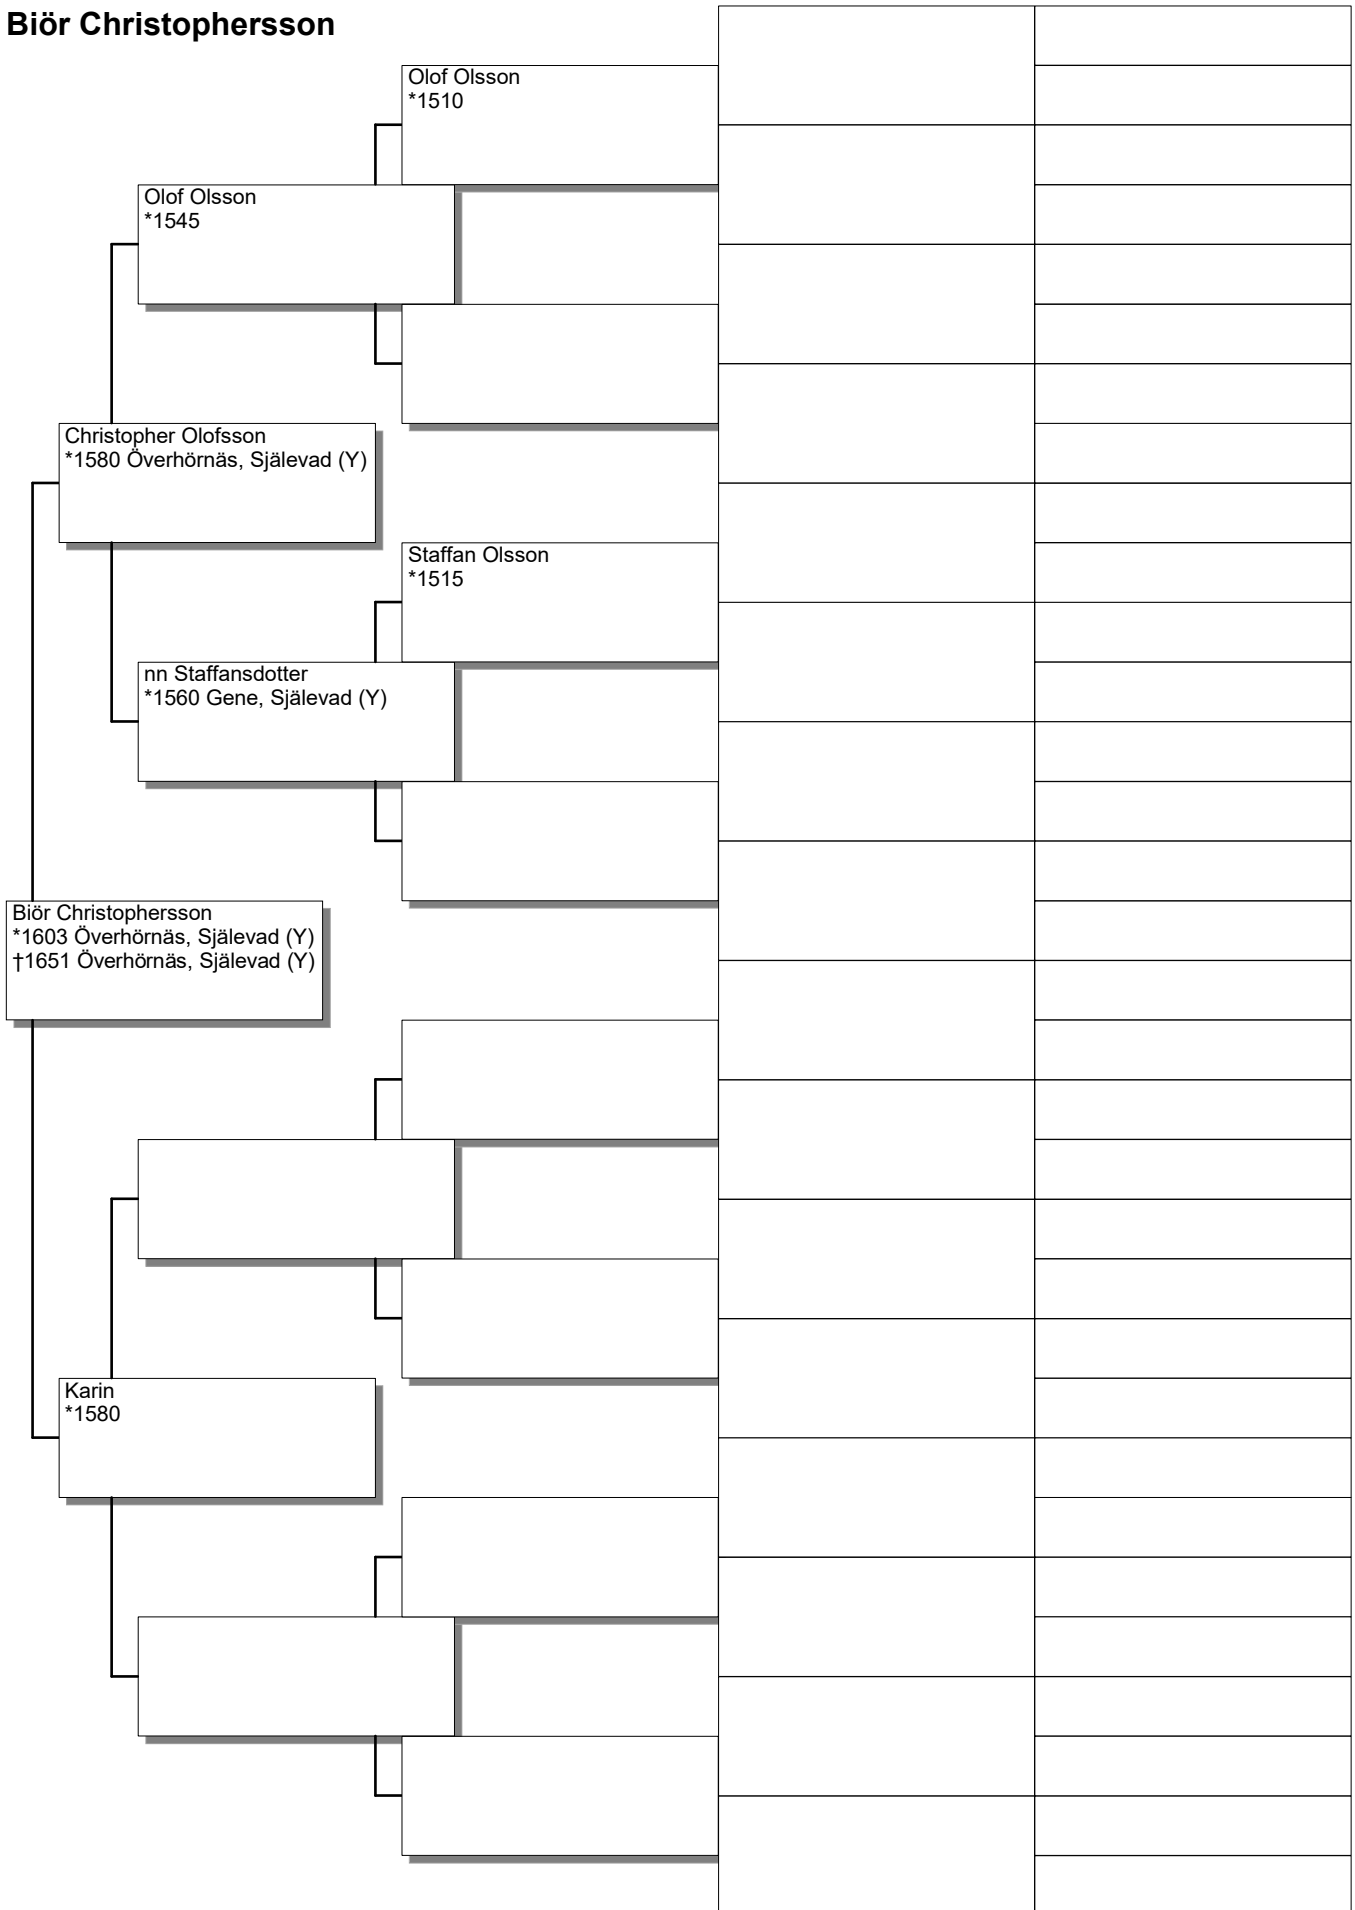 Biör Christophersson
Olof Olsson
*1510
Olof Olsson
*1545
Christopher Olofsson
*1580 Överhörnäs, Själevad (Y)
Staffan Olsson
*1515
nn Staffansdotter
*1560 Gene, Själevad (Y)
Biör Christophersson
*1603 Överhörnäs, Själevad (Y)
†1651 Överhörnäs, Själevad (Y)
Karin
*1580